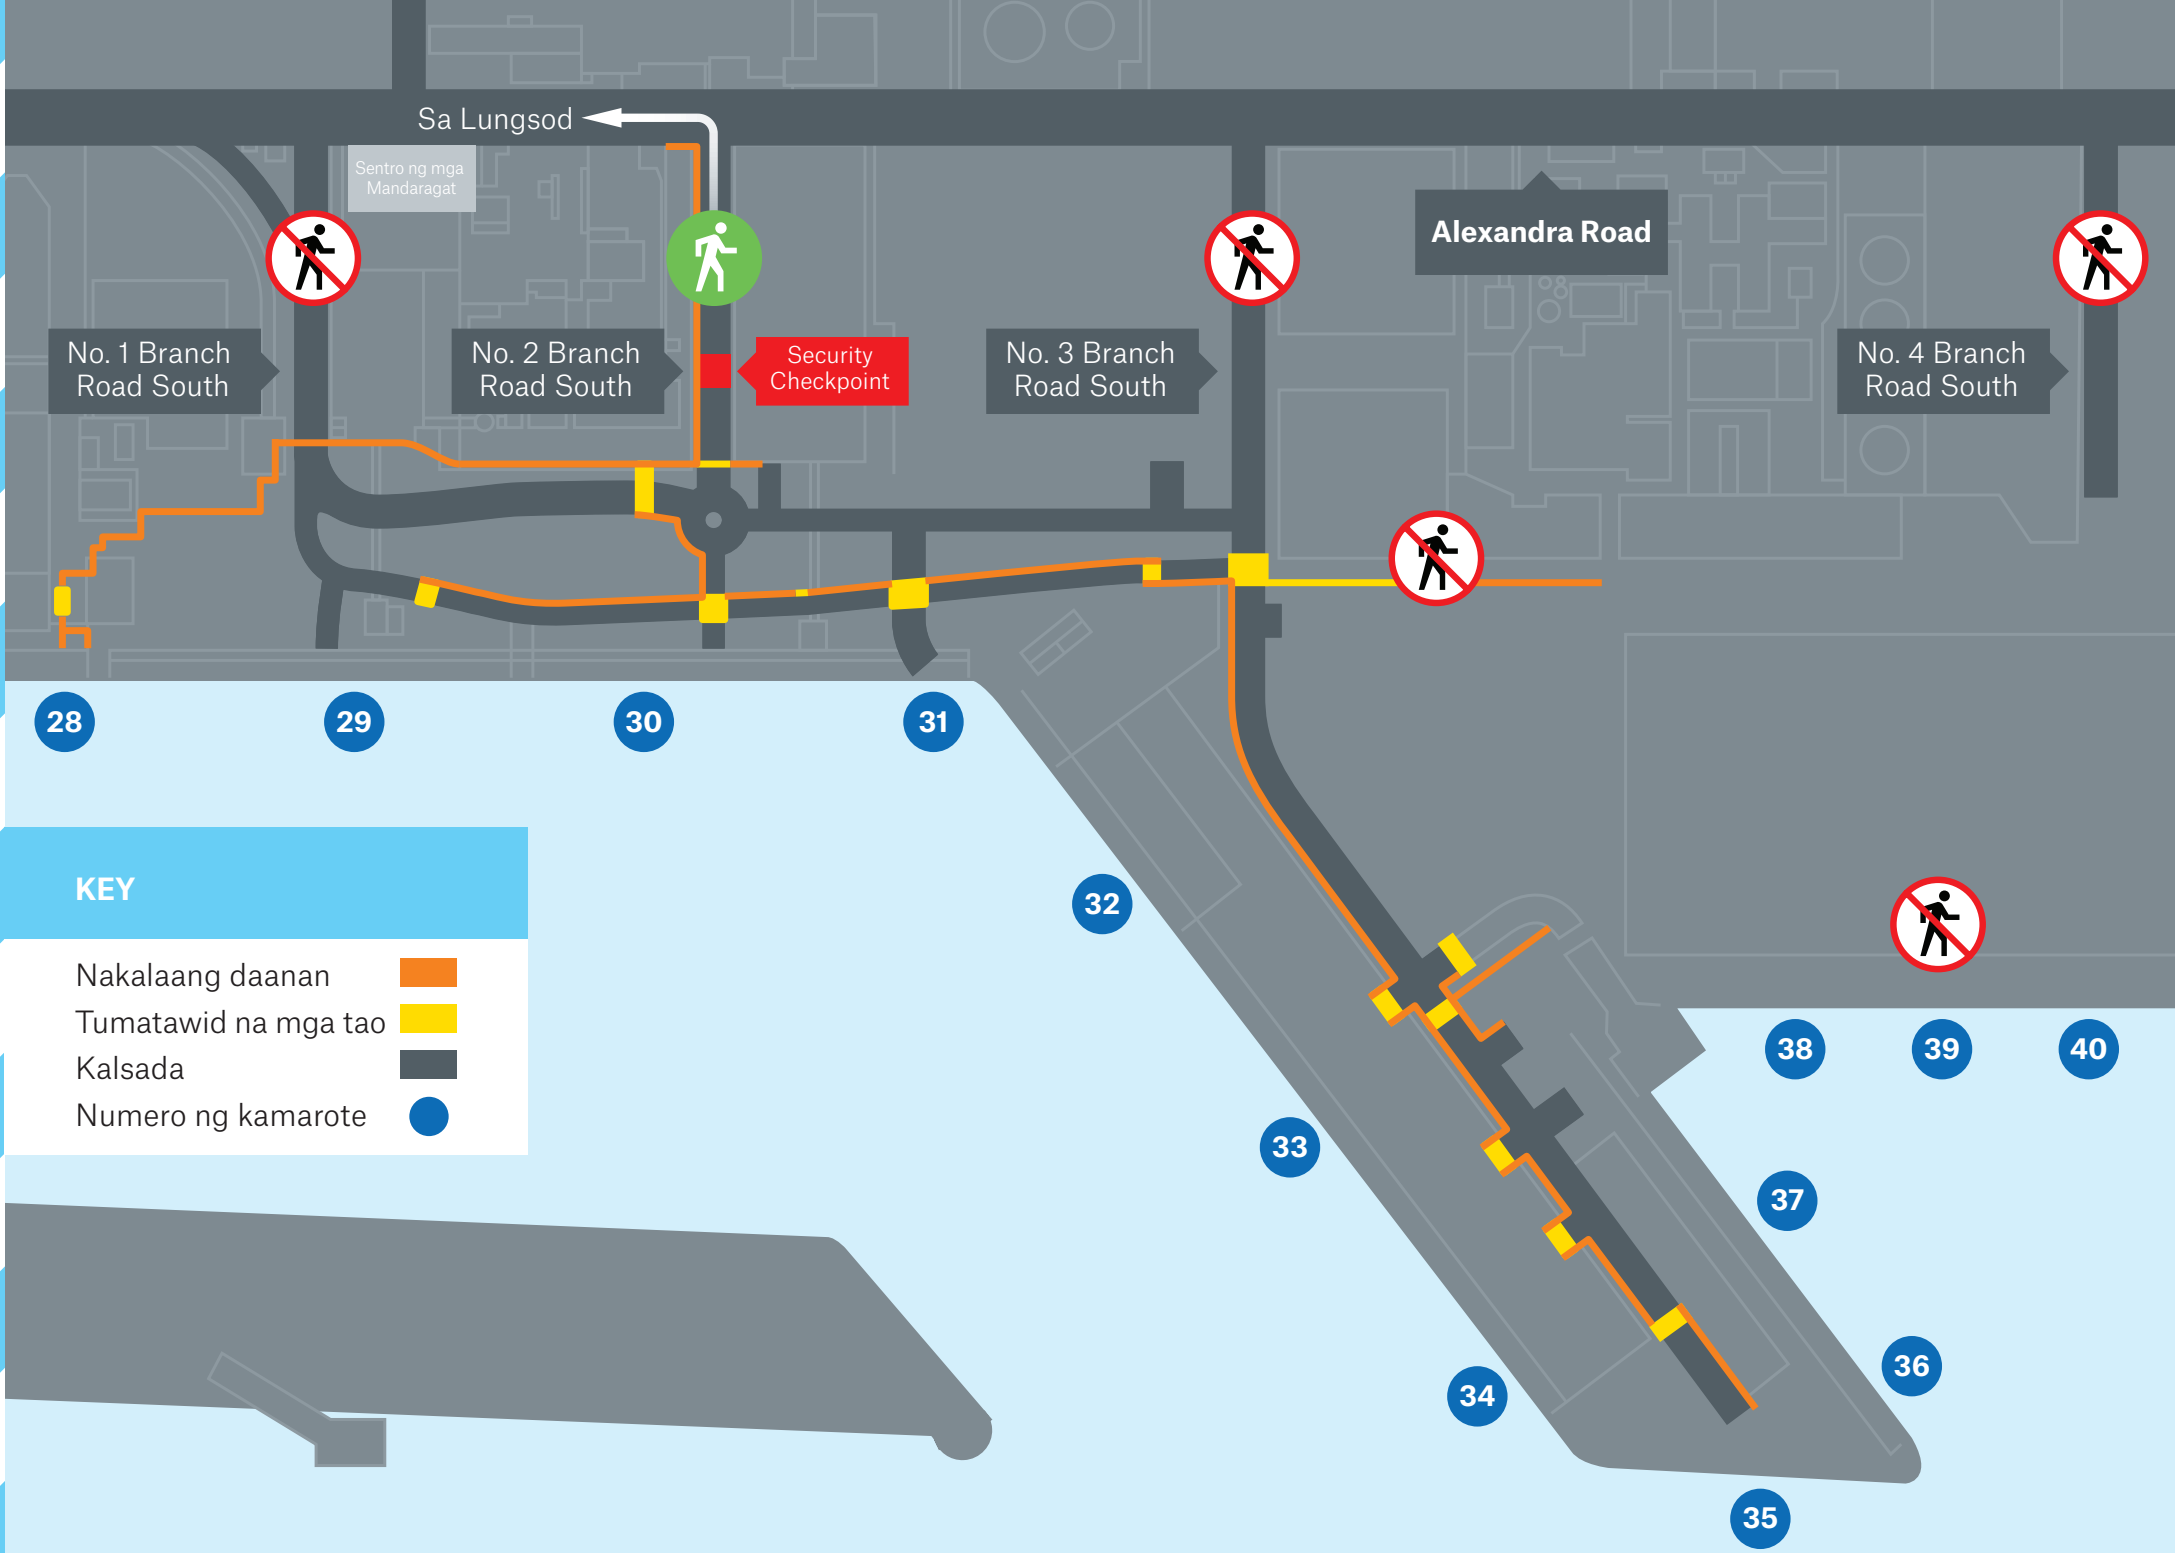 Sa Lungsod
Sentro ng mga
Mandaragat
Alexandra Road
No. 1 Branch
Road South
No. 2 Branch
Road South
Security
Checkpoint
No. 3 Branch
Road South
No. 4 Branch
Road South
28
29
30
31
32
33
34
35
36
37
38
39
40
KEY
Nakalaang daanan
Tumatawid na mga tao
Kalsada
Numero ng kamarote